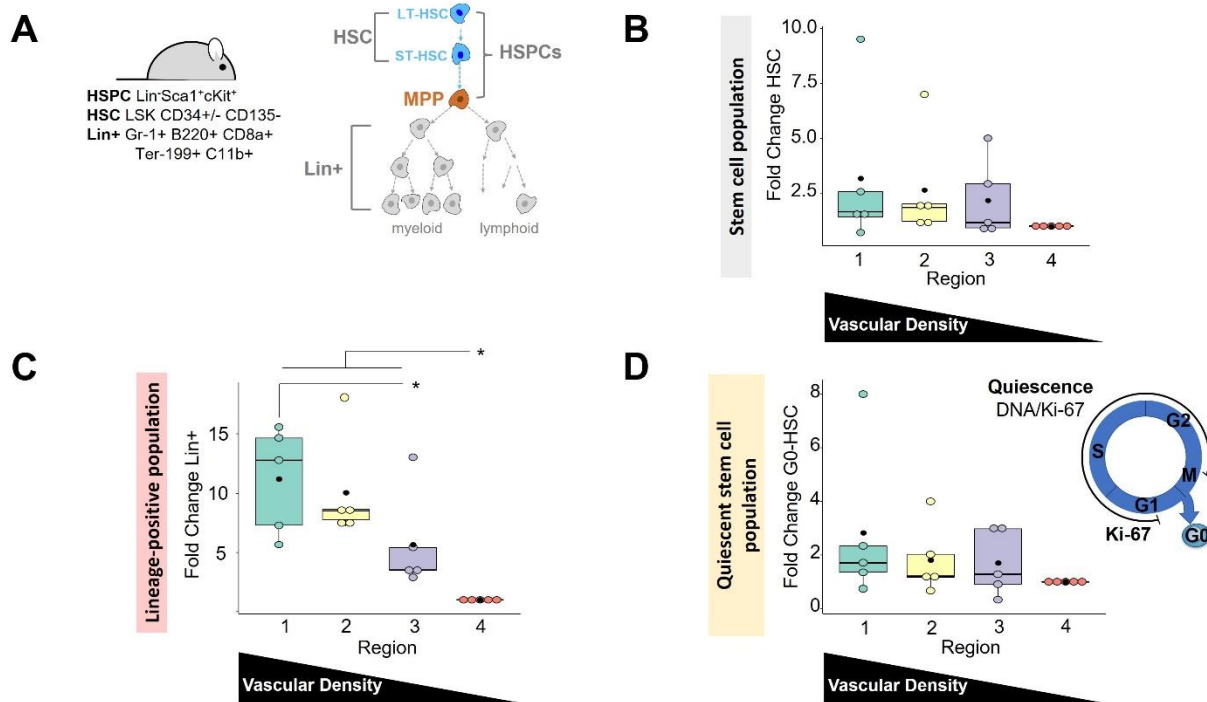 A
HSPC Lin⁻Sca1⁺cKit⁺
HSC LSK CD34+/- CD135-
Lin+ Gr-1+ B220+ CD8a+
Ter-199+ C11b+
LT-HSC
HSC
ST-HSC
HSPCs
MPP
Lin+
myeloid
lymphoid
B
Stem cell population
Fold Change HSC
10.0
7.5
5.0
2.5
1 2 3 4
Region
Vascular Density
C
Lineage-positive population
Fold Change Lin+
*
*
15
10
5
1 2 3 4
Region
Vascular Density
D
Quiescent stem cell
population
Fold Change G0-HSC
8
6
4
2
0
1 2 3 4
Region
Vascular Density
Quiescence
DNA/Ki-67
G2
S
M
G1
Ki-67
G0